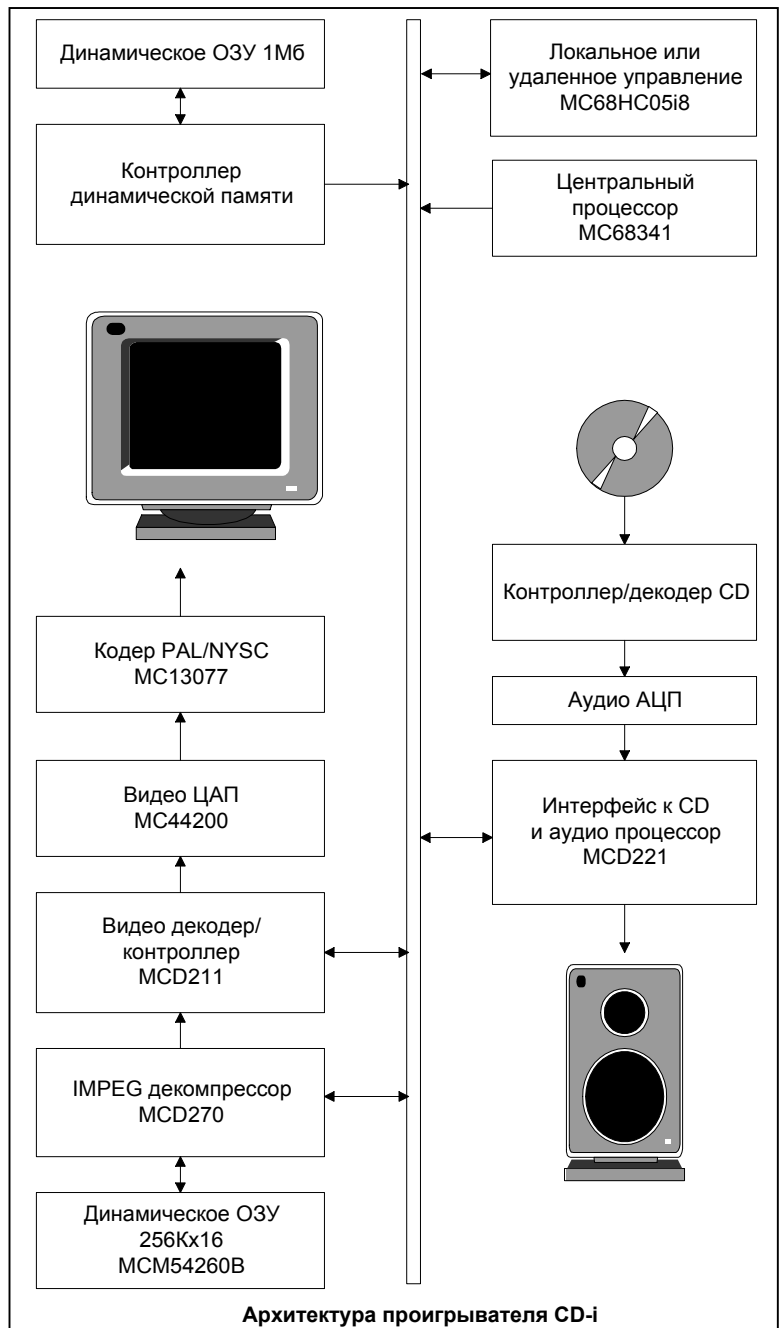 Динамическое ОЗУ 1Мб
Контроллер
динамической памяти
Локальное или
удаленное управление
MC68HC05i8
Центральный
процессор
MC68341
Кодер PAL/NYSC
MC13077
Видео ЦАП
MC44200
Видео декодер/
контроллер
MCD211
IMPEG декомпрессор
MCD270
Динамическое ОЗУ
256Кх16
MCM54260B
Контроллер/декодер CD
Аудио АЦП
Интерфейс к CD
и аудио процессор
MCD221
Архитектура проигрывателя CD-i